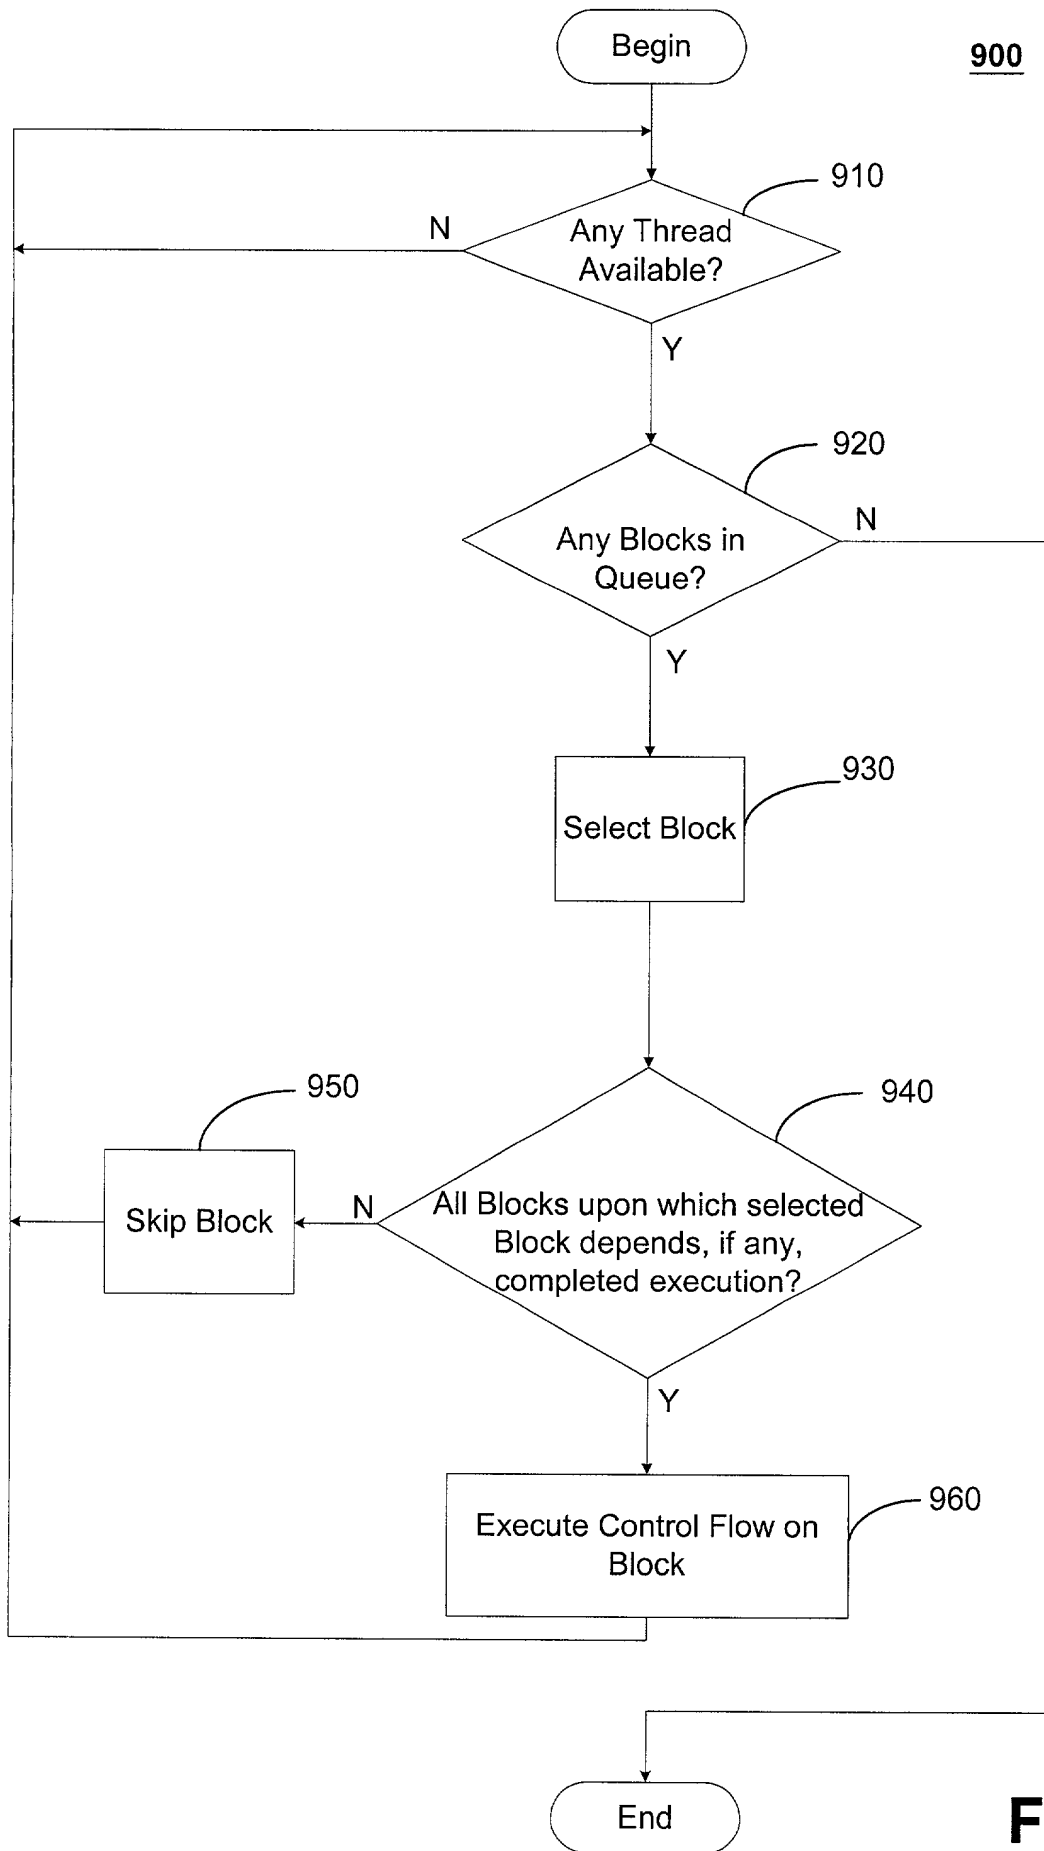 Begin
900
910
Any Thread
Available?
N
Y
920
Any Blocks in
Queue?
N
Y
930
Select Block
950
940
Skip Block
N
All Blocks upon which selected
Block depends, if any,
completed execution?
Y
960
Execute Control Flow on
Block
End
F